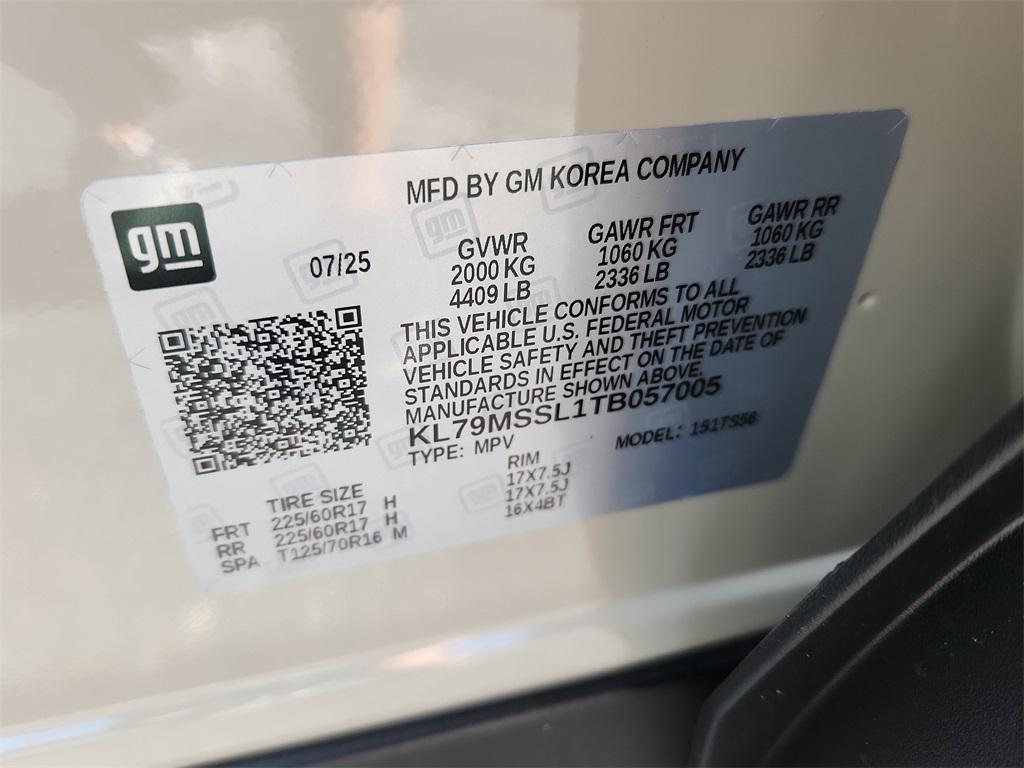 MFD BY GM KOREA COMPANY
gm
07/25
GVWR
2000 KG
4409 LB
GAWR FRT
1060 KG
2336 LB
GAWR RR
1060 KG
2336 LB
THIS VEHICLE CONFORMS TO ALL
APPLICABLE U.S. FEDERAL MOTOR
VEHICLE SAFETY AND THEFT PREVENTION
STANDARDS IN EFFECT ON THE DATE OF
MANUFACTURE SHOWN ABOVE.
KL79MSSL1TB057005
TYPE: MPV
MODEL: 151TS56
TIRE SIZE RIM
FRT 225/60R17 H 17X7.5J
RR 225/60R17 H 17X7.5J
SPA T125/70R16 M 16X4BT